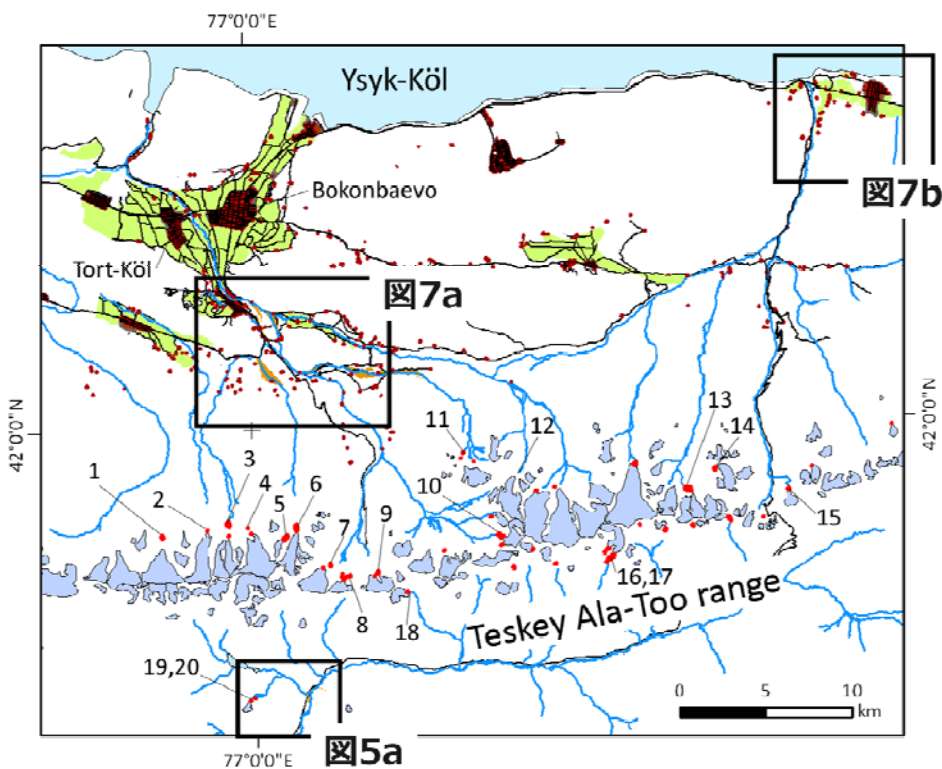 77°0'0"E
Ysyk-Köl
Bokonbaevo
図7b
Tort-Köl
図7a
42°0'0"N
42°0'0"N
11
12
13
14
1
2
3
4
5
6
7
9
10
15
8
18
16,17
Teskey Ala-Too range
19,20
0 5 10
km
77°0'0"E
図5a